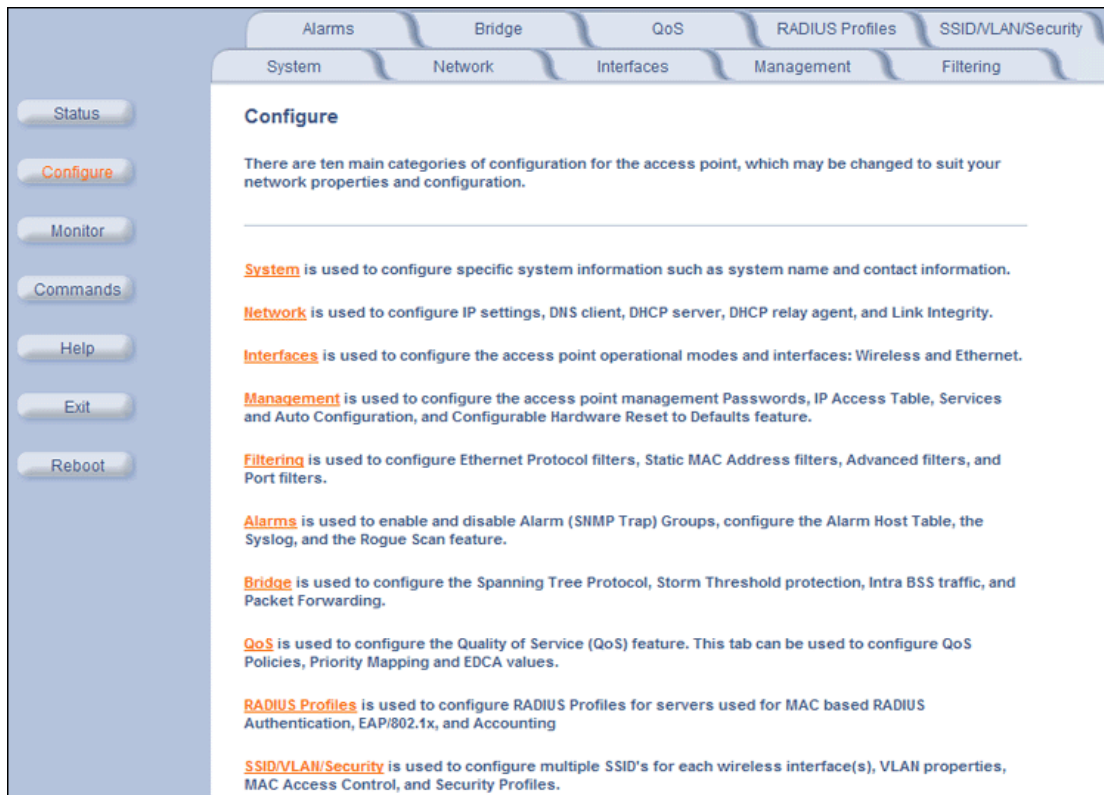 Alarms Bridge QoS RADIUS Profiles SSID/VLAN/Security
System Network Interfaces Management Filtering
Status
Configure
Monitor
Commands
Help
Exit
Reboot
Configure
There are ten main categories of configuration for the access point, which may be changed to suit your
network properties and configuration.
System is used to configure specific system information such as system name and contact information.
Network is used to configure IP settings, DNS client, DHCP server, DHCP relay agent, and Link Integrity.
Interfaces is used to configure the access point operational modes and interfaces: Wireless and Ethernet.
Management is used to configure the access point management Passwords, IP Access Table, Services
and Auto Configuration, and Configurable Hardware Reset to Defaults feature.
Filtering is used to configure Ethernet Protocol filters, Static MAC Address filters, Advanced filters, and
Port filters.
Alarms is used to enable and disable Alarm (SNMP Trap) Groups, configure the Alarm Host Table, the
Syslog, and the Rogue Scan feature.
Bridge is used to configure the Spanning Tree Protocol, Storm Threshold protection, Intra BSS traffic, and
Packet Forwarding.
QoS is used to configure the Quality of Service (QoS) feature. This tab can be used to configure QoS
Policies, Priority Mapping and EDCA values.
RADIUS Profiles is used to configure RADIUS Profiles for servers used for MAC based RADIUS
Authentication, EAP/802.1x, and Accounting
SSID/VLAN/Security is used to configure multiple SSID's for each wireless interface(s), VLAN properties,
MAC Access Control, and Security Profiles.